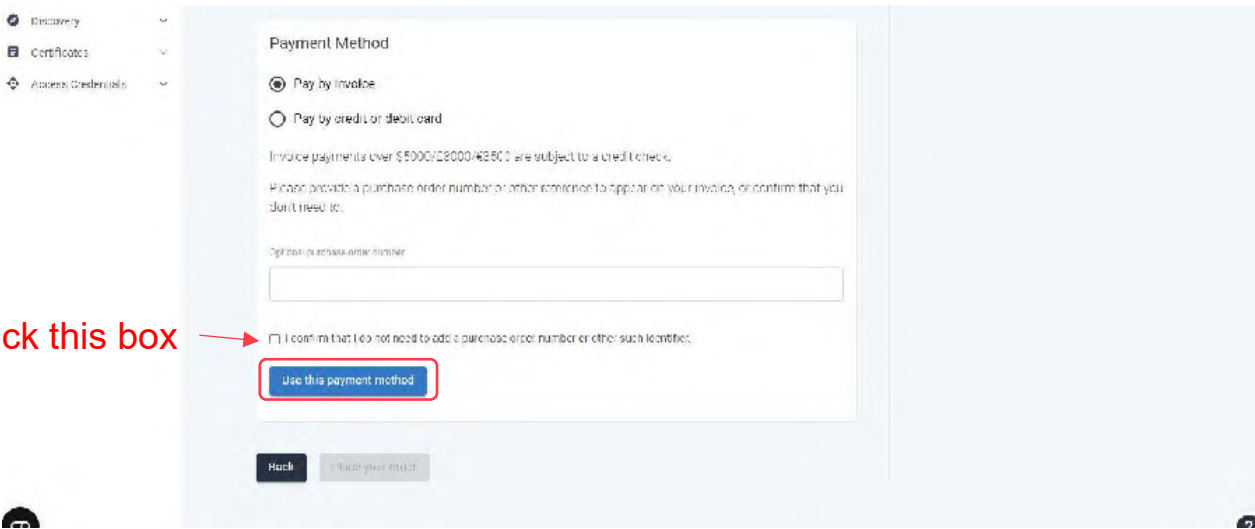 Discovery
Certificates
Access Credentials
Payment Method
Pay by Invoice
Pay by credit or debit card
Invoice payments over $5000/£3000/€3500 are subject to a credit check.
Please provide a purchase order number or other reference to appear on your invoice, or confirm that you
don't need to.
Optional purchase order number
ck this box
I confirm that I do not need to add a purchase order number or other such identifier.
Use this payment method
Back
Place your order